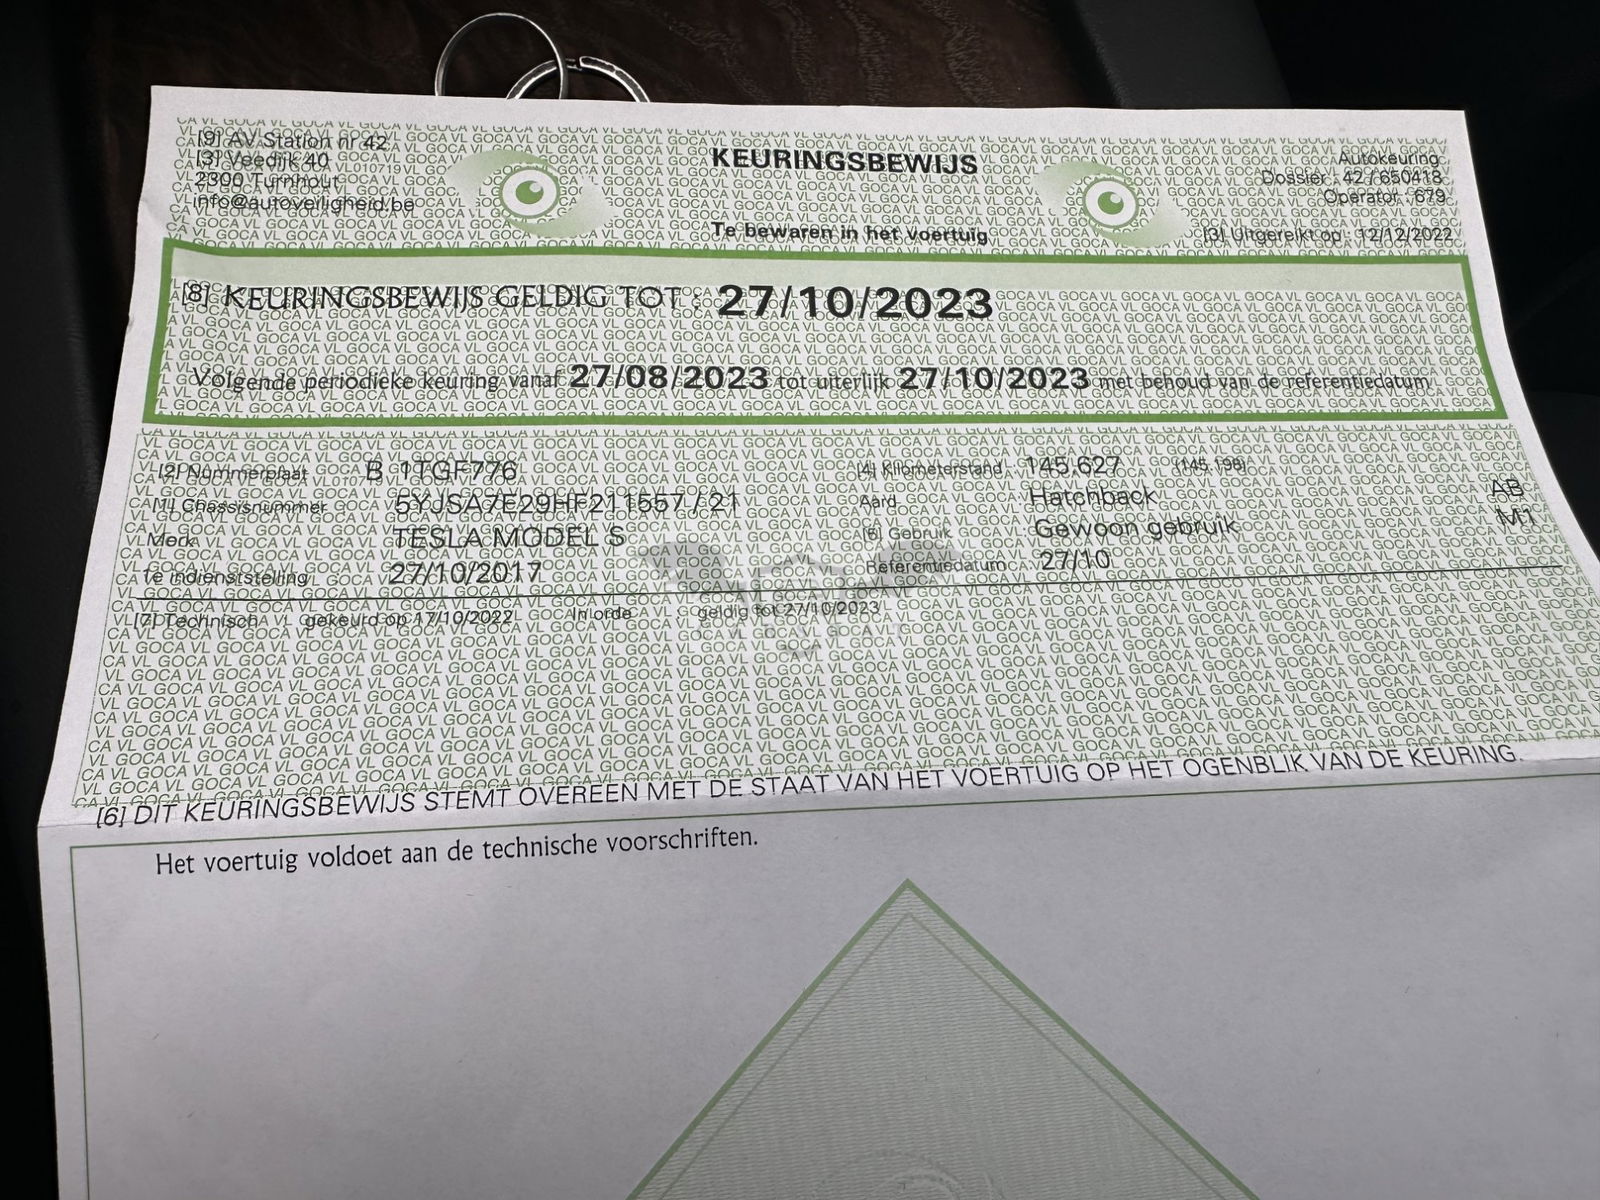 [9] AV Station nr 42
[3] Veedijk 40
2300 Turnhout
info@autoveiligheid.be
KEURINGSBEWIJS
Te bewaren in het voertuig
Autokeuring
Dossier : 42 / 650418
Operator : 679
[3] Uitgereikt op : 12/12/2022
[8] KEURINGSBEWIJS GELDIG TOT : 27/10/2023
Volgende periodieke keuring vanaf 27/08/2023 tot uiterlijk 27/10/2023 met behoud van de referentiedatum
[2] Nummerplaat B 1TGF776 [4] Kilometerstand : 145.627 (145.198)
[1] Chassisnummer 5YJSA7E29HF211557 / 21 Aard : Hatchback AB
Merk TESLA MODEL S [5] Gebruik : Gewoon gebruik M1
1e indienststelling 27/10/2017 Referentiedatum : 27/10
[7] Technisch gekeurd op 17/10/2022 In orde geldig tot 27/10/2023
[6] DIT KEURINGSBEWIJS STEMT OVEREEN MET DE STAAT VAN HET VOERTUIG OP HET OGENBLIK VAN DE KEURING.
Het voertuig voldoet aan de technische voorschriften.